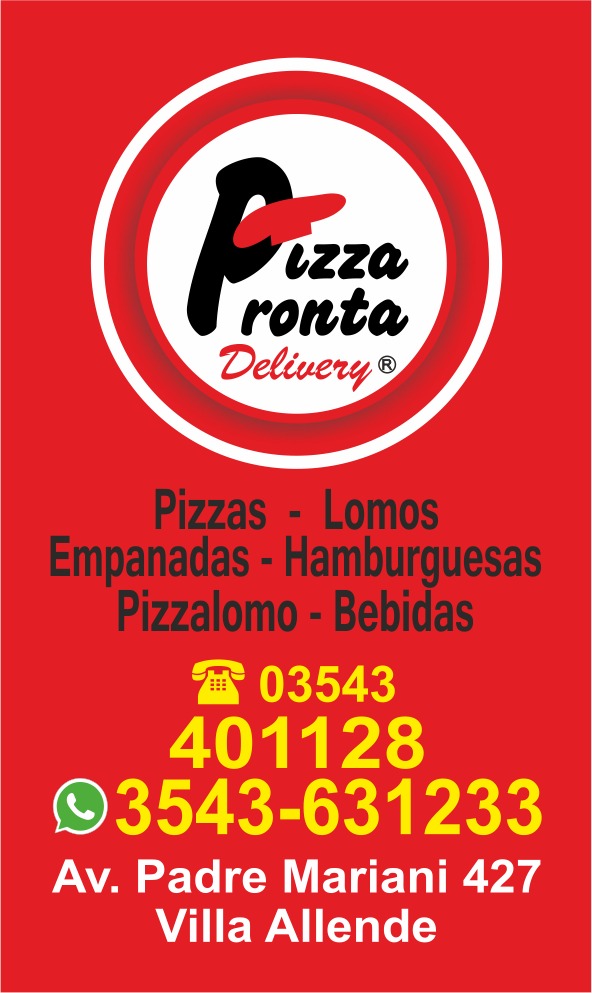 Pizza
Pronta
Delivery®
Pizzas - Lomos
Empanadas - Hamburguesas
Pizzalomo - Bebidas
03543
401128
3543-631233
Av. Padre Mariani 427
Villa Allende